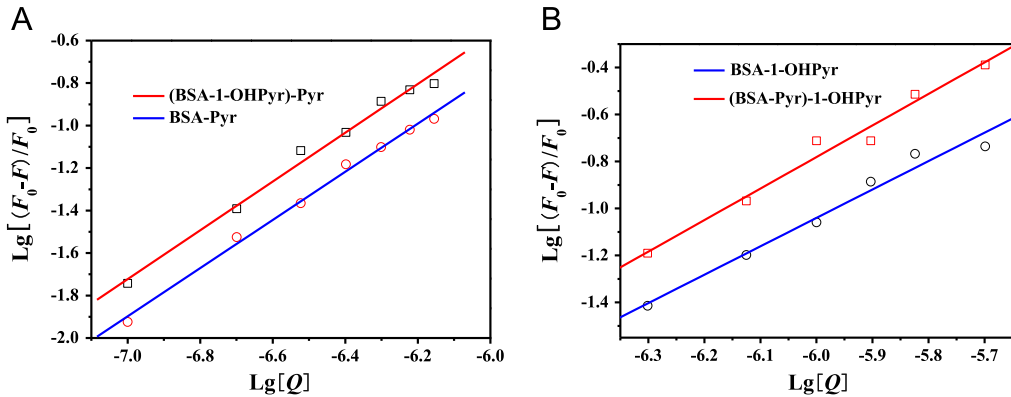 A
-0.6
-0.8
-1.0
-1.2
-1.4
-1.6
-1.8
-2.0
Lg[(F₀-F)/F₀]
(BSA-1-OHPyr)-Pyr
BSA-Pyr
-7.0
-6.8
-6.6
-6.4
-6.2
-6.0
Lg[Q]
B
-0.4
-0.6
-0.8
-1.0
-1.2
-1.4
Lg[(F₀-F)/F₀]
BSA-1-OHPyr
(BSA-Pyr)-1-OHPyr
-6.3
-6.2
-6.1
-6.0
-5.9
-5.8
-5.7
Lg[Q]